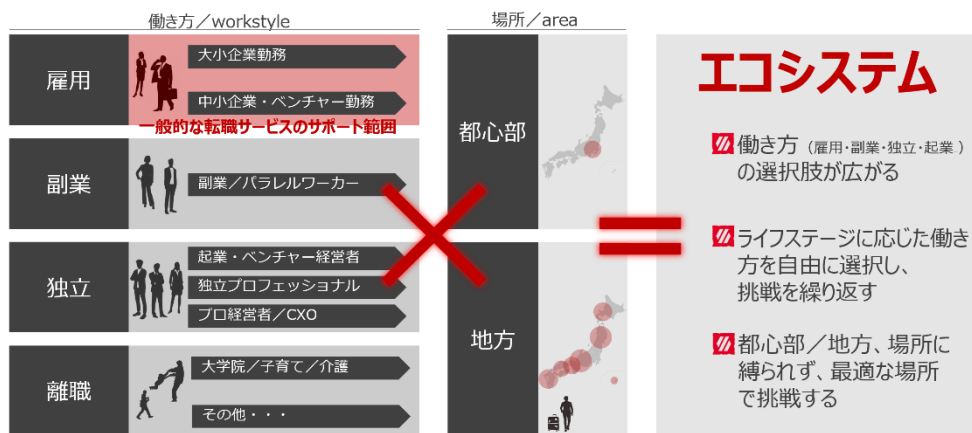 働き方／workstyle
雇用
大小企業勤務
中小企業・ベンチャー勤務
一般的な転職サービスのサポート範囲
副業
副業／パラレルワーカー
独立
起業・ベンチャー経営者
独立プロフェッショナル
プロ経営者／CXO
離職
大学院／子育て／介護
その他・・・
場所／area
都心部
地方
エコシステム
働き方（雇用・副業・独立・起業）
の選択肢が広がる
ライフステージに応じた働き
方を自由に選択し、
挑戦を繰り返す
都心部／地方、場所に
縛られず、最適な場所
で挑戦する